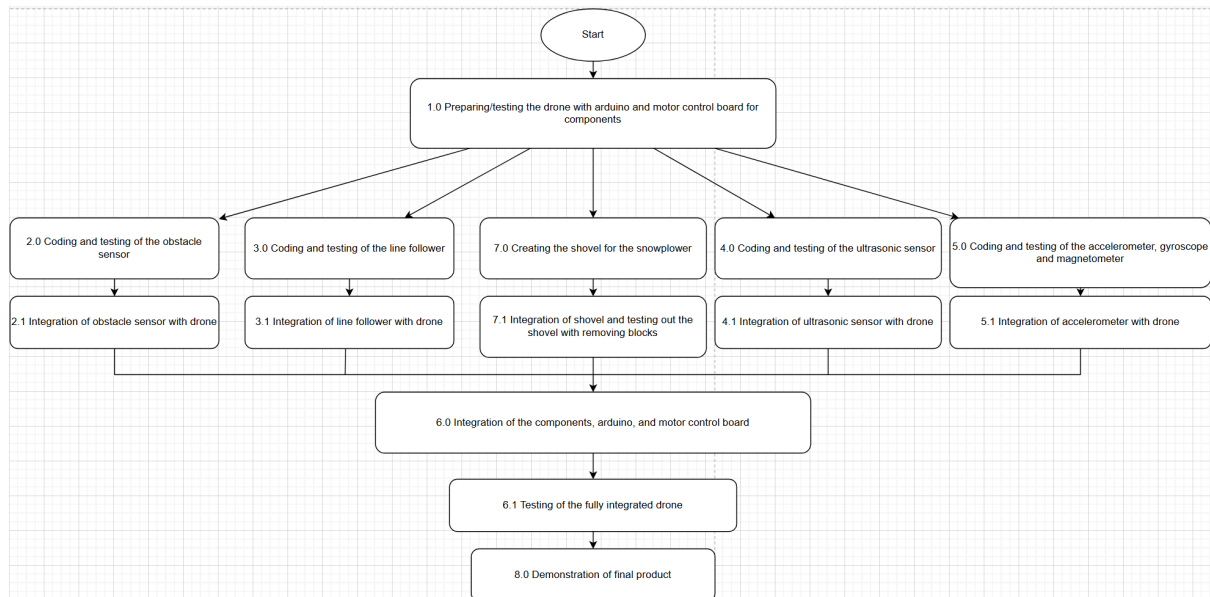 Start
1.0 Preparing/testing the drone with arduino and motor control board for
components
2.0 Coding and testing of the obstacle
sensor
3.0 Coding and testing of the line follower
7.0 Creating the shovel for the snowplower
4.0 Coding and testing of the ultrasonic sensor
5.0 Coding and testing of the accelerometer, gyroscope
and magnetometer
2.1 Integration of obstacle sensor with drone
3.1 Integration of line follower with drone
7.1 Integration of shovel and testing out the
shovel with removing blocks
4.1 Integration of ultrasonic sensor with drone
5.1 Integration of accelerometer with drone
6.0 Integration of the components, arduino, and motor control board
6.1 Testing of the fully integrated drone
8.0 Demonstration of final product